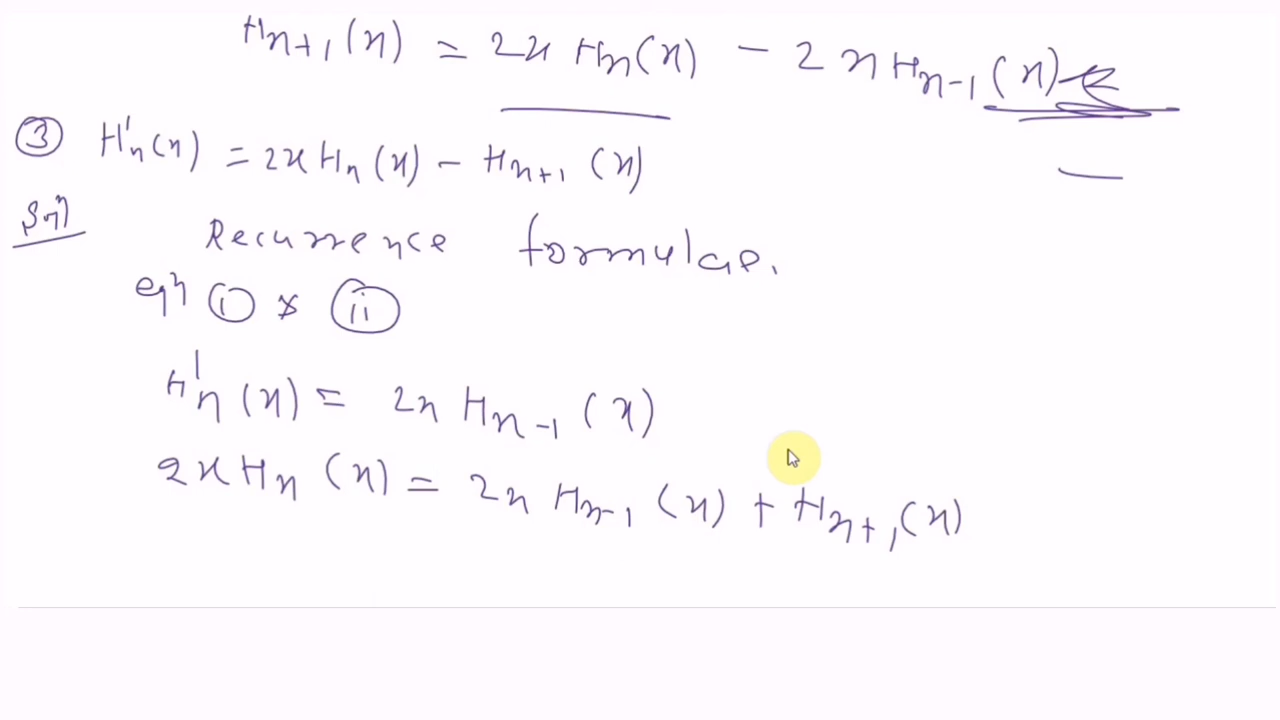 Hn+1 (x) = 2x Hn(x) - 2n Hn-1 (x)
③ H'n(x) = 2x Hn (x) - Hn+1 (x)
Sol)
Recurrence formulae.
eqn ① & ⅱ
H'n (x) = 2n Hn-1 (x)
2x Hn (x) = 2n Hn-1 (x) + Hn+1 (x)